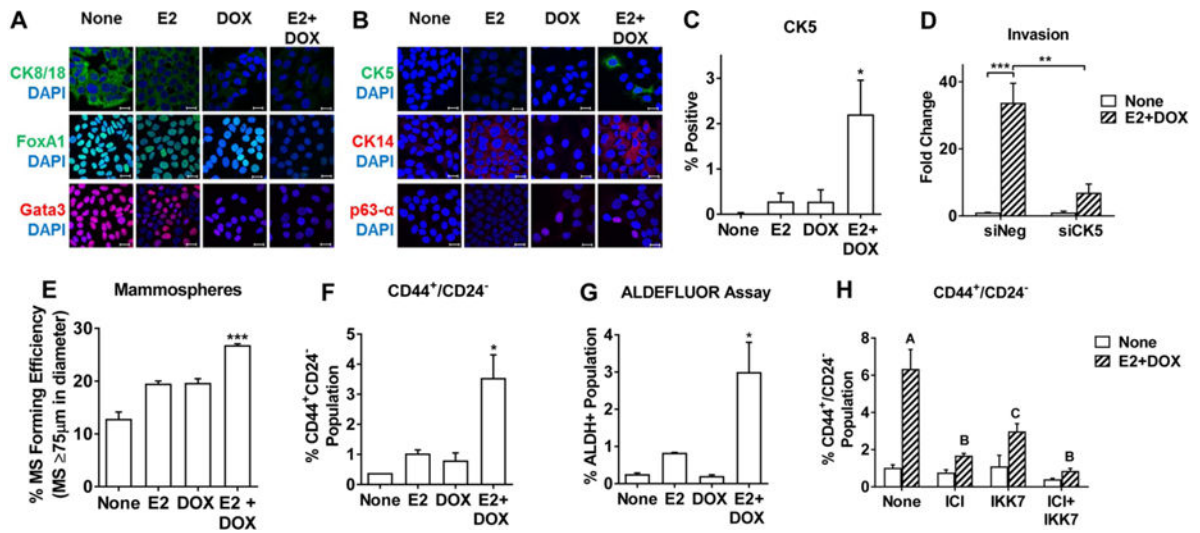 A
None
E2
DOX
E2+
DOX
CK8/18
DAPI
FoxA1
DAPI
Gata3
DAPI
B
None
E2
DOX
E2+
DOX
CK5
DAPI
CK14
DAPI
p63-α
DAPI
C
CK5
% Positive
3
2
1
0
None
E2
DOX
E2+
DOX
*
D
Invasion
Fold Change
40
20
0
***
**
siNeg
siCK5
None
E2+DOX
E
Mammospheres
% MS Forming Efficiency
(MS ≥75µm in diameter)
30
20
10
0
None
E2
DOX
E2 +
DOX
***
F
CD44⁺/CD24⁻
% CD44⁺CD24⁻
Population
5
4
3
2
1
0
None
E2
DOX
E2+
DOX
*
G
ALDEFLUOR Assay
% ALDH+ Population
4
3
2
1
0
None
E2
DOX
E2+
DOX
*
H
CD44⁺/CD24⁻
% CD44⁺/CD24⁻
Population
8
6
4
2
0
A
B
C
B
None
ICI
IKK7
ICI+
IKK7
None
E2+DOX